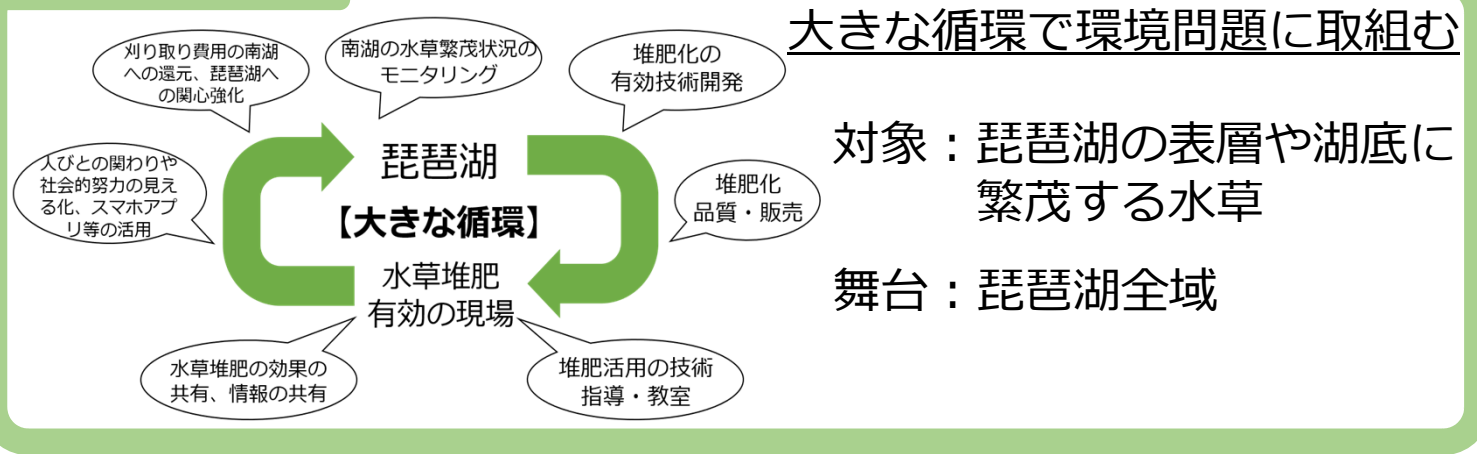 大きな循環で環境問題に取組む
刈り取り費用の南湖
への還元、琵琶湖へ
の関心強化
南湖の水草繁茂状況の
モニタリング
堆肥化の
有効技術開発
人びとの関わりや
社会的努力の見え
る化、スマホアプ
リ等の活用
琵琶湖
【大きな循環】
水草堆肥
有効の現場
堆肥化
品質・販売
水草堆肥の効果の
共有、情報の共有
堆肥活用の技術
指導・教室
対象：琵琶湖の表層や湖底に
繁茂する水草
舞台：琵琶湖全域